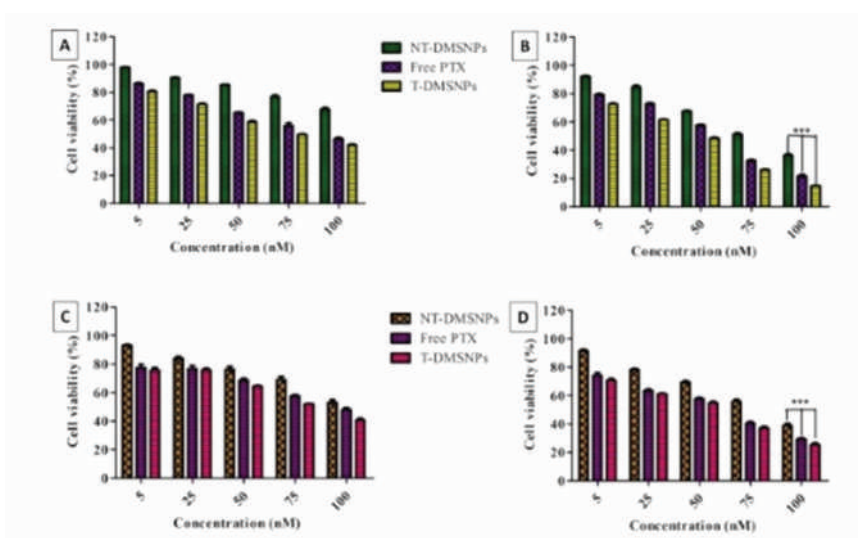 A
120
100
80
60
40
20
0
Cell viability (%)
5 25 50 75 100
Concentration (nM)
NT-DMSNPs
Free PTX
T-DMSNPs
B
120
100
80
60
40
20
0
Cell viability (%)
***
5 25 50 75 100
Concentration (nM)
C
120
100
80
60
40
20
0
Cell viability (%)
5 25 50 75 100
Concentration (nM)
NT-DMSNPs
Free PTX
T-DMSNPs
D
120
100
80
60
40
20
0
Cell viability (%)
***
5 25 50 75 100
Concentration (nM)